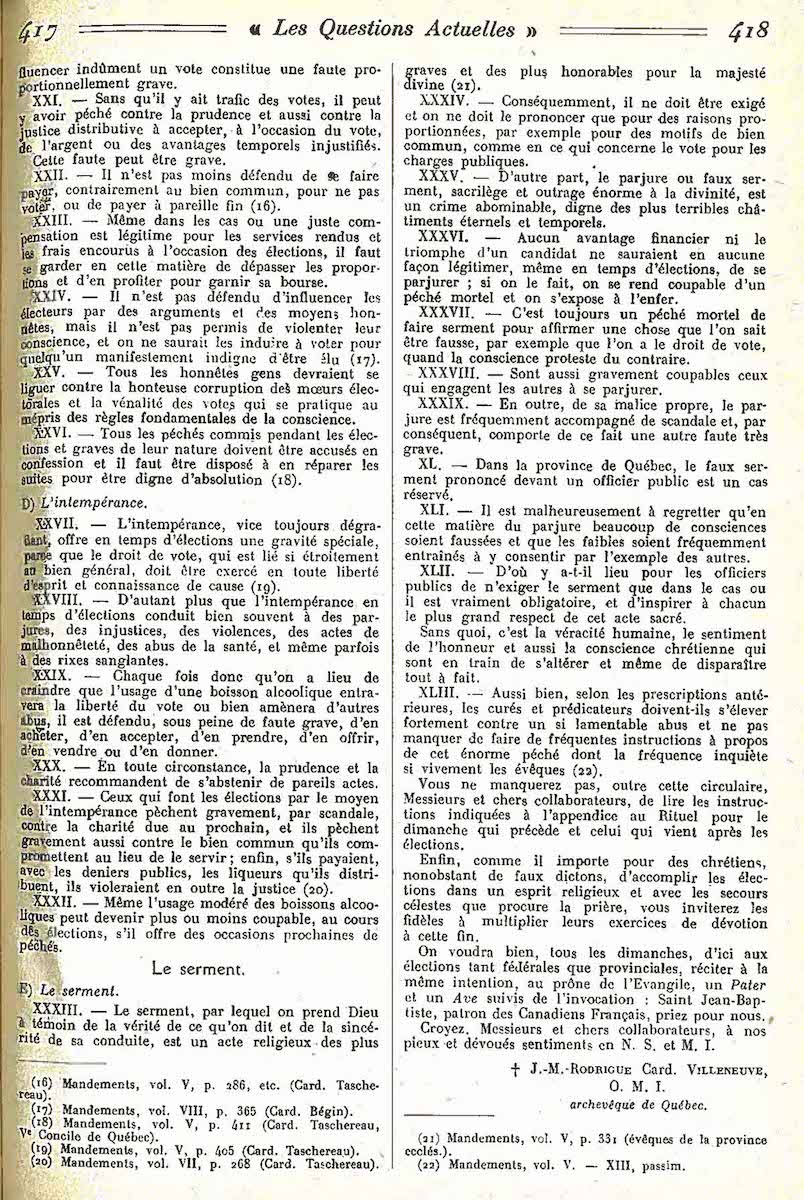 417 « Les Questions Actuelles » 418
fluencer indûment un vote constitue une faute pro-
portionnellement grave.
XXI. — Sans qu'il y ait trafic des votes, il peut
y avoir péché contre la prudence et aussi contre la
justice distributive à accepter, à l'occasion du vote,
de l'argent ou des avantages temporels injustifiés.
Cette faute peut être grave.
XXII. — Il n'est pas moins défendu de se faire
payer, contrairement au bien commun, pour ne pas
voter, ou de payer à pareille fin (16).
XXIII. — Même dans les cas ou une juste com-
pensation est légitime pour les services rendus et
les frais encourus à l'occasion des élections, il faut
se garder en cette matière de dépasser les propor-
tions et d'en profiter pour garnir sa bourse.
XXIV. — Il n'est pas défendu d'influencer les
électeurs par des arguments et des moyens hon-
nêtes, mais il n'est pas permis de violenter leur
conscience, et on ne saurait les induire à voter pour
quelqu'un manifestement indigne d'être élu (17).
XXV. — Tous les honnêtes gens devraient se
liguer contre la honteuse corruption des mœurs élec-
torales et la vénalité des votes qui se pratique au
mépris des règles fondamentales de la conscience.
XXVI. — Tous les péchés commis pendant les élec-
tions et graves de leur nature doivent être accusés en
confession et il faut être disposé à en réparer les
suites pour être digne d'absolution (18).
D) L'intempérance.
XXVII. — L'intempérance, vice toujours dégra-
dant, offre en temps d'élections une gravité spéciale,
parce que le droit de vote, qui est lié si étroitement
au bien général, doit être exercé en toute liberté
d'esprit et connaissance de cause (19).
XXVIII. — D'autant plus que l'intempérance en
temps d'élections conduit bien souvent à des par-
jures, des injustices, des violences, des actes de
malhonnêteté, des abus de la santé, et même parfois
à des rixes sanglantes.
XXIX. — Chaque fois donc qu'on a lieu de
craindre que l'usage d'une boisson alcoolique entra-
vera la liberté du vote ou bien amènera d'autres
abus, il est défendu, sous peine de faute grave, d'en
acheter, d'en accepter, d'en prendre, d'en offrir,
d'en vendre ou d'en donner.
XXX. — En toute circonstance, la prudence et la
charité recommandent de s'abstenir de pareils actes.
XXXI. — Ceux qui font les élections par le moyen
de l'intempérance pèchent gravement, par scandale,
contre la charité due au prochain, et ils pèchent
gravement aussi contre le bien commun qu'ils com-
promettent au lieu de le servir ; enfin, s'ils payaient,
avec les deniers publics, les liqueurs qu'ils distri-
buent, ils violeraient en outre la justice (20).
XXXII. — Même l'usage modéré des boissons alcoo-
liques peut devenir plus ou moins coupable, au cours
des élections, s'il offre des occasions prochaines de
péchés.
Le serment.
E) Le serment.
XXXIII. — Le serment, par lequel on prend Dieu
à témoin de la vérité de ce qu'on dit et de la sincé-
rité de sa conduite, est un acte religieux des plus
(16) Mandements, vol. V, p. 286, etc. (Card. Tasche-
reau).
(17) Mandements, vol. VIII, p. 365 (Card. Bégin).
(18) Mandements, vol. V, p. 411 (Card. Taschereau,
Ve Concile de Québec).
(19) Mandements, vol. V, p. 405 (Card. Taschereau).
(20) Mandements, vol. VII, p. 268 (Card. Taschereau).
graves et des plus honorables pour la majesté
divine (21).
XXXIV. — Conséquemment, il ne doit être exigé
et on ne doit le prononcer que pour des raisons pro-
portionnées, par exemple pour des motifs de bien
commun, comme en ce qui concerne le vote pour les
charges publiques.
XXXV. — D'autre part, le parjure ou faux ser-
ment, sacrilège et outrage énorme à la divinité, est
un crime abominable, digne des plus terribles châ-
timents éternels et temporels.
XXXVI. — Aucun avantage financier ni le
triomphe d'un candidat ne sauraient en aucune
façon légitimer, même en temps d'élections, de se
parjurer ; si on le fait, on se rend coupable d'un
péché mortel et on s'expose à l'enfer.
XXXVII. — C'est toujours un péché mortel de
faire serment pour affirmer une chose que l'on sait
être fausse, par exemple que l'on a le droit de vote,
quand la conscience proteste du contraire.
XXXVIII. — Sont aussi gravement coupables ceux
qui engagent les autres à se parjurer.
XXXIX. — En outre, de sa malice propre, le par-
jure est fréquemment accompagné de scandale et, par
conséquent, comporte de ce fait une autre faute très
grave.
XL. — Dans la province de Québec, le faux ser-
ment prononcé devant un officier public est un cas
réservé.
XLI. — Il est malheureusement à regretter qu'en
cette matière du parjure beaucoup de consciences
soient faussées et que les faibles soient fréquemment
entraînés à y consentir par l'exemple des autres.
XLII. — D'où y a-t-il lieu pour les officiers
publics de n'exiger le serment que dans le cas ou
il est vraiment obligatoire, et d'inspirer à chacun
le plus grand respect de cet acte sacré.
Sans quoi, c'est la véracité humaine, le sentiment
de l'honneur et aussi la conscience chrétienne qui
sont en train de s'altérer et même de disparaître
tout à fait.
XLIII. — Aussi bien, selon les prescriptions anté-
rieures, les curés et prédicateurs doivent-ils s'élever
fortement contre un si lamentable abus et ne pas
manquer de faire de fréquentes instructions à propos
de cet énorme péché dont la fréquence inquiète
si vivement les évêques (22).
Vous ne manquerez pas, outre cette circulaire,
Messieurs et chers collaborateurs, de lire les instruc-
tions indiquées à l'appendice au Rituel pour le
dimanche qui précède et celui qui vient après les
élections.
Enfin, comme il importe pour des chrétiens,
nonobstant de faux dictons, d'accomplir les élec-
tions dans un esprit religieux et avec les secours
célestes que procure la prière, vous inviterez les
fidèles à multiplier leurs exercices de dévotion
à cette fin.
On voudra bien, tous les dimanches, d'ici aux
élections tant fédérales que provinciales, réciter à la
même intention, au prône de l'Evangile, un Pater
et un Ave suivis de l'invocation : Saint Jean-Bap-
tiste, patron des Canadiens Français, priez pour nous.
Croyez, Messieurs et chers collaborateurs, à nos
pieux et dévoués sentiments en N. S. et M. I.
† J.-M.-Rodrigue Card. Villeneuve,
O. M. I.
archevêque de Québec.
(21) Mandements, vol. V, p. 331 (évêques de la province
ecclés.).
(22) Mandements, vol. V. — XIII, passim.